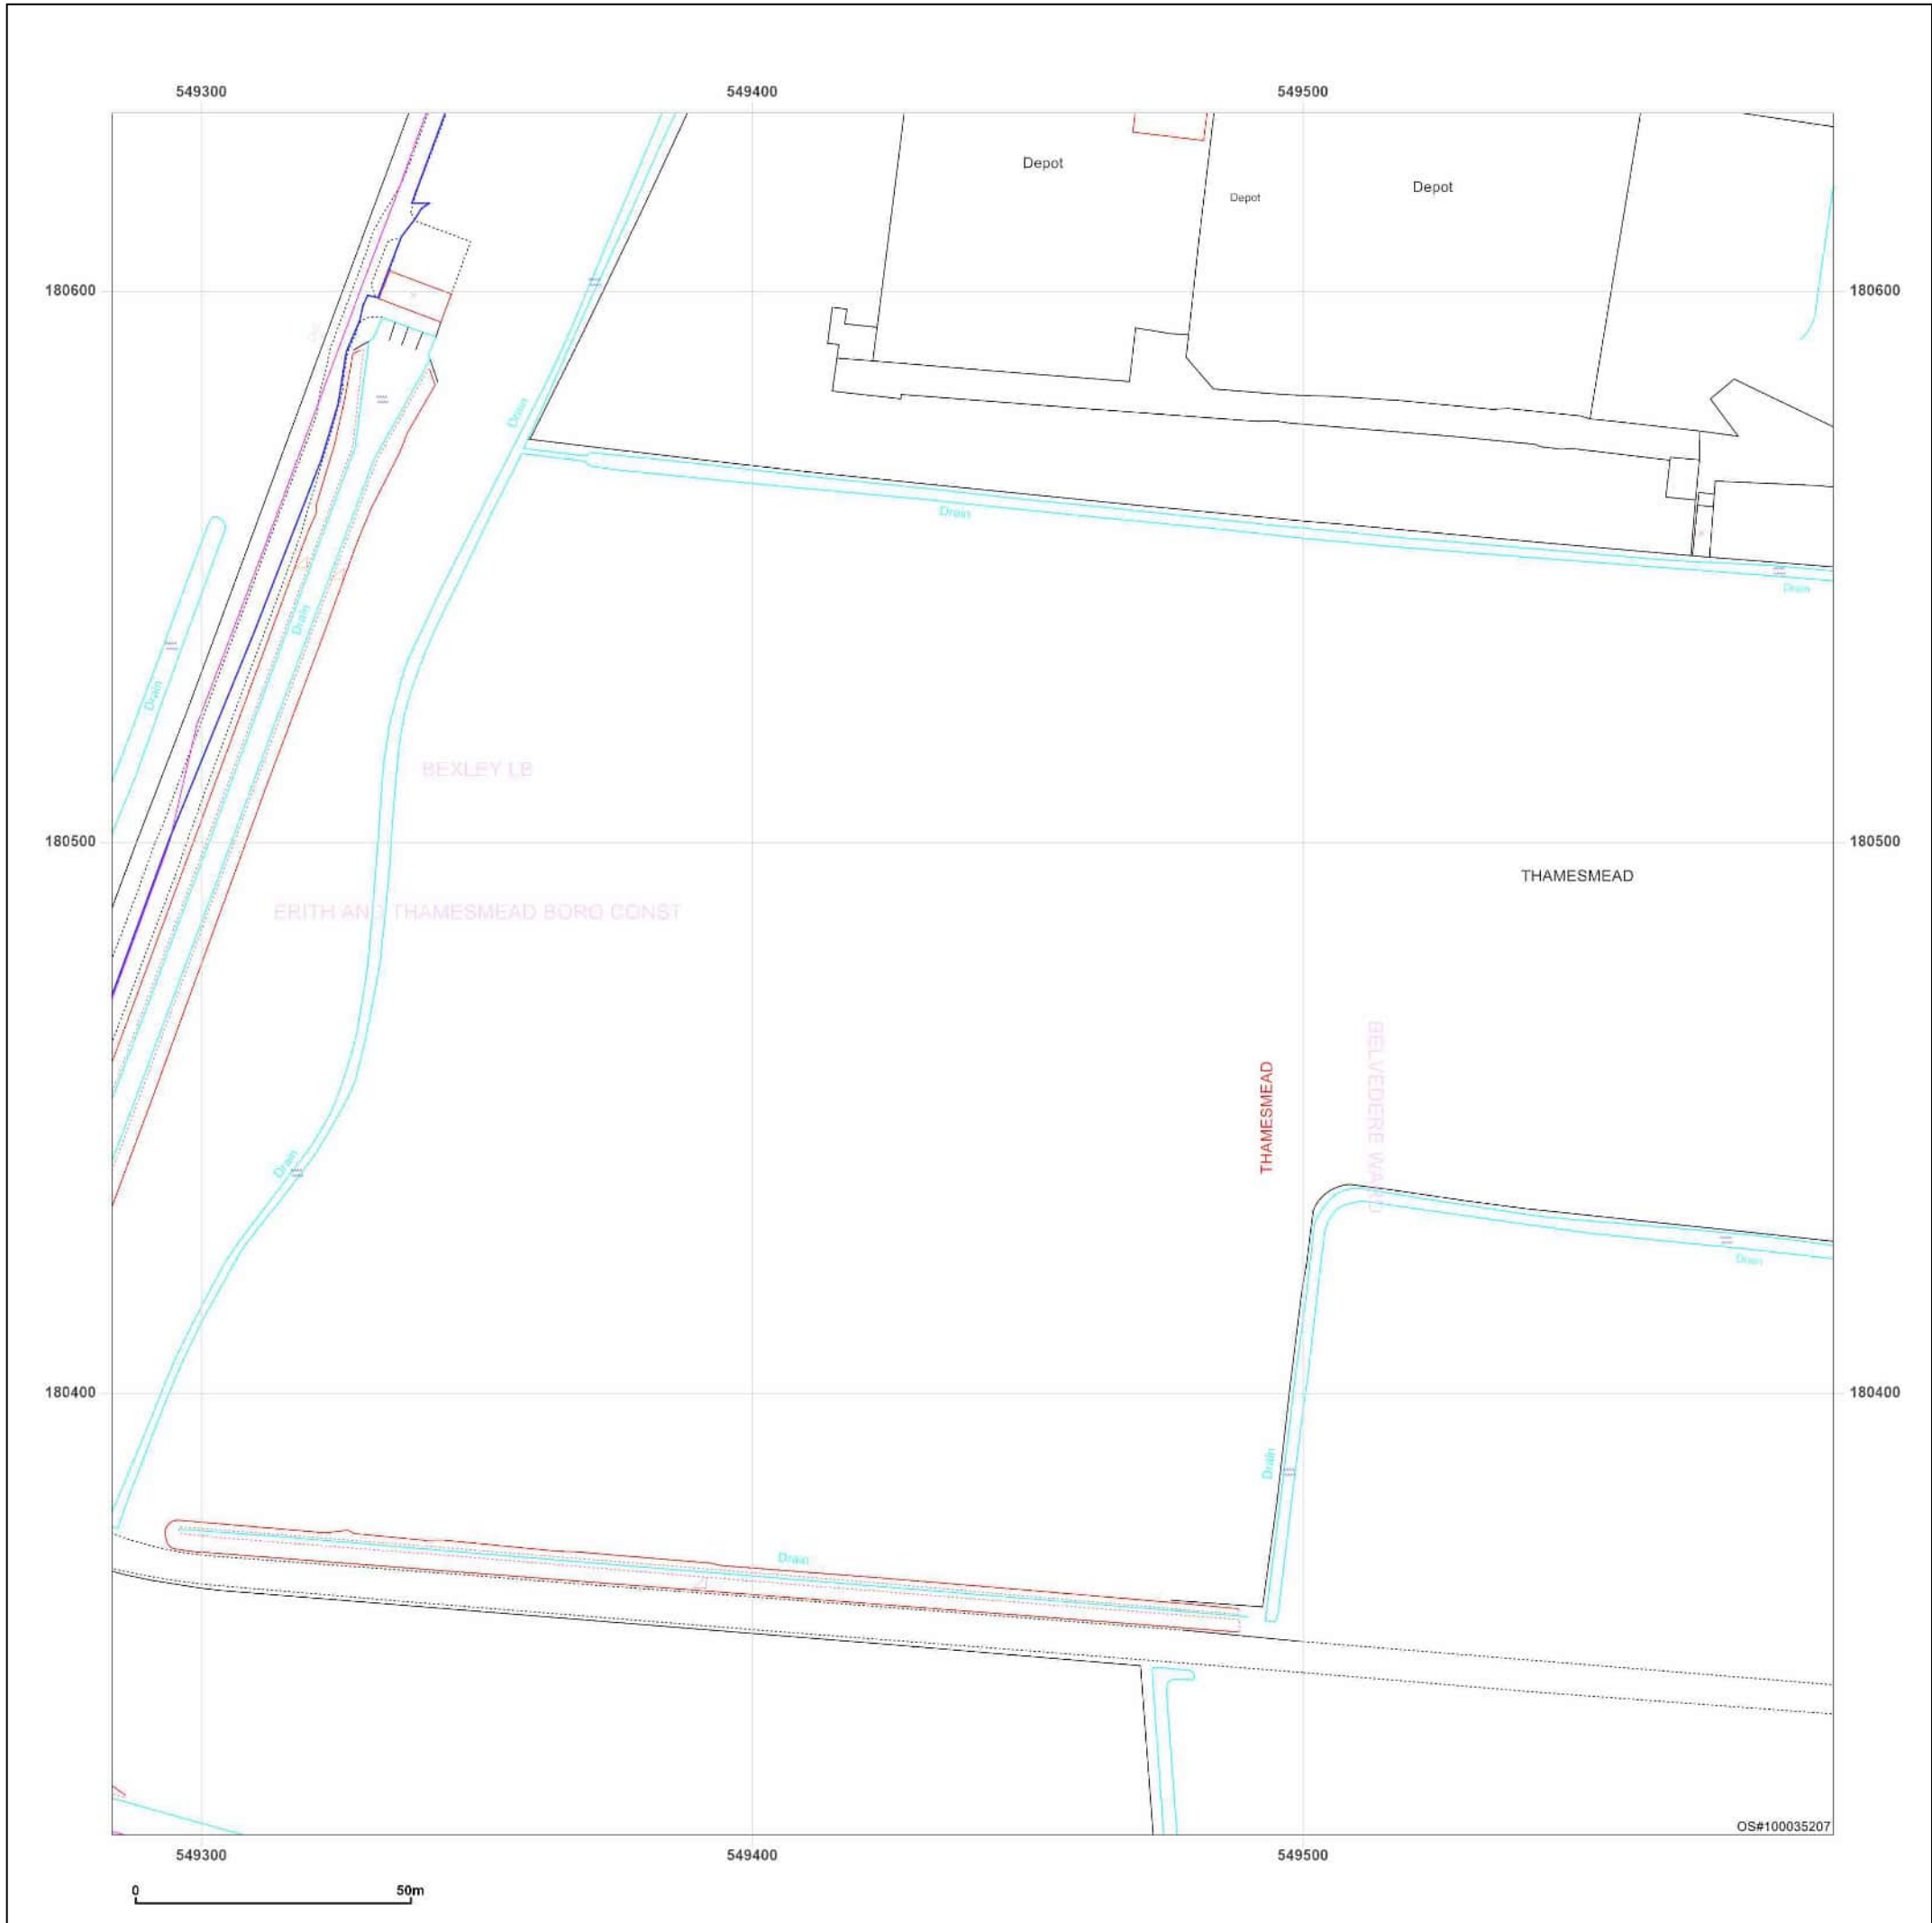 549300 549400 549500
Depot
Depot
Depot
180600 180600
Drain
Drain
Drain
Drain
Drain
BEXLEY LB
180500 180500
THAMESMEAD
ERITH AND THAMESMEAD BORO CONST
THAMESMEAD
BELVEDERE WARD
Drain
Drain
180400 180400
Drain
Drain
OS#100035207
549300 549400 549500
0 50m